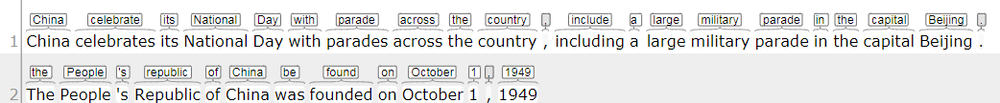 China celebrate its National Day with parade across the country , include a large military parade in the capital Beijing .
1 China celebrates its National Day with parades across the country , including a large military parade in the capital Beijing .
the People 's republic of China be found on October 1 , 1949
2 The People 's Republic of China was founded on October 1 , 1949